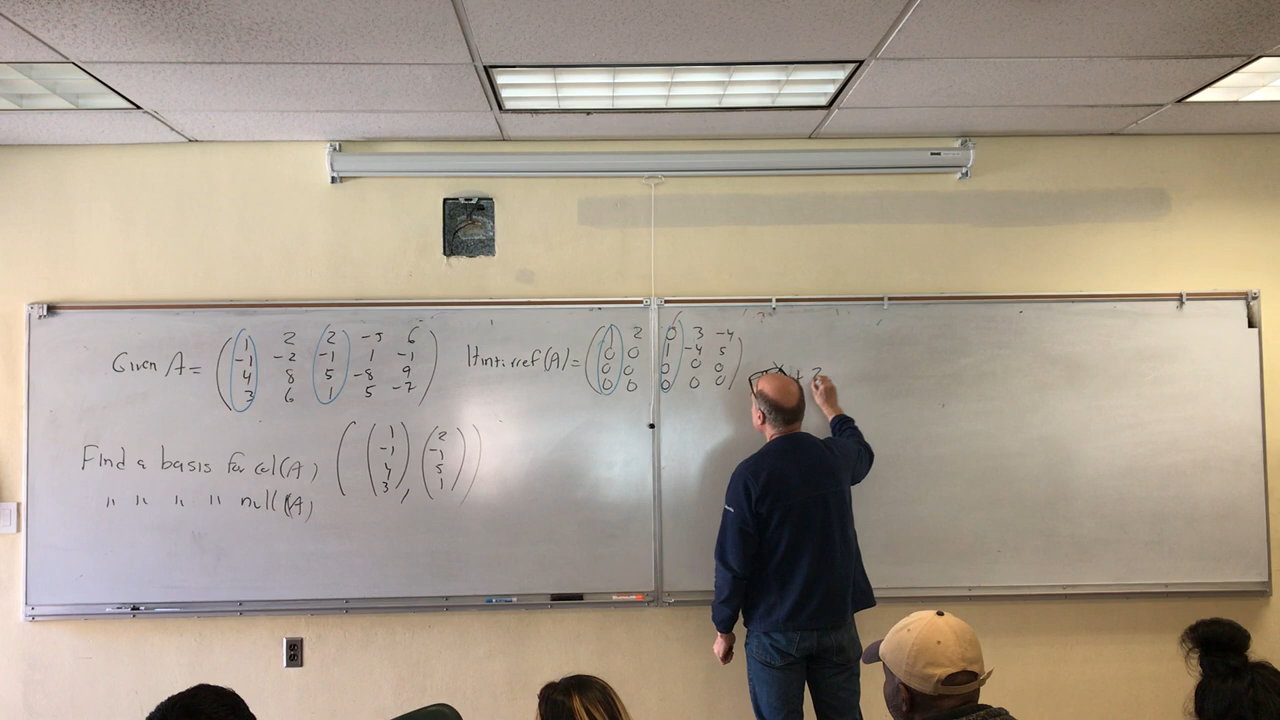 Given A = ( 1 2 2 -5 6
-1 -2 -1 1 -1
4 8 5 -8 9
3 6 1 5 -7 )
Hint: rref(A) = ( 1 2 0 3 -4
0 0 1 -4 5
0 0 0 0 0
0 0 0 0 0 )
+ 2
Find a basis for col(A) ( ( 1 -1 4 3 ), ( 2 -1 5 1 ) )
" " " " null(A)